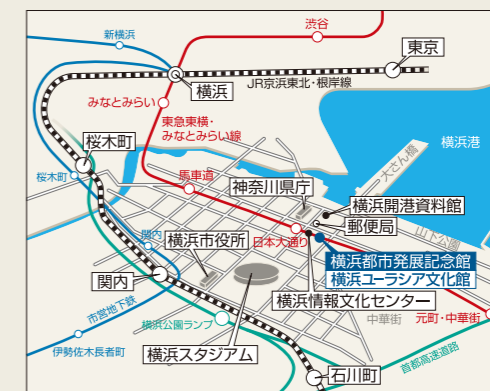 渋谷
新横浜
東京
横浜
JR京浜東北・根岸線
みなとみらい
東急東横・
みなとみらい線
横浜港
桜木町
大さん橋
桜木町
馬車道
神奈川県庁
横浜開港資料館
郵便局
山下公園
関内
横浜市役所
日本大通り
横浜都市発展記念館
横浜ユーラシア文化館
関内
横浜情報文化センター
市営地下鉄
横浜公園ランプ
中華街
元町・中華街
伊勢佐木長者町
横浜スタジアム
首都高速道路
石川町